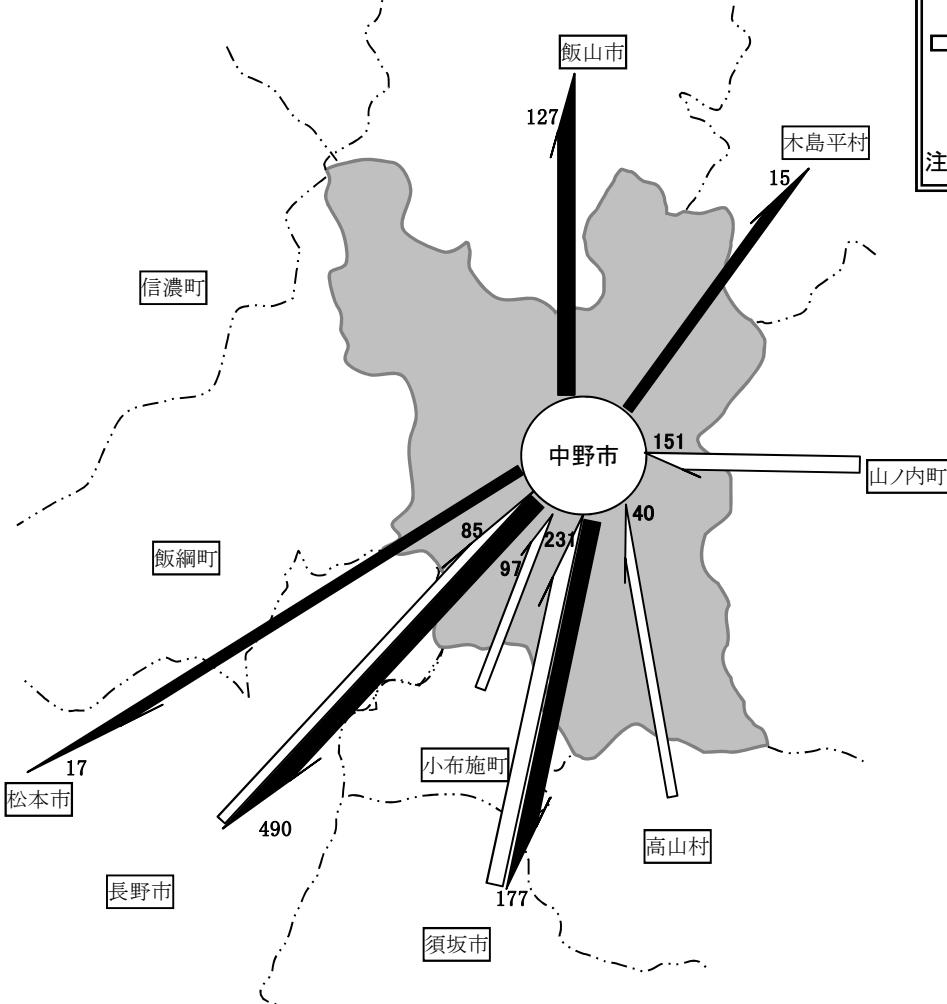 飯山市
127
木島平村
15
注
信濃町
中野市
151
山ノ内町
85
97
231
40
飯綱町
17
松本市
490
小布施町
高山村
長野市
177
須坂市